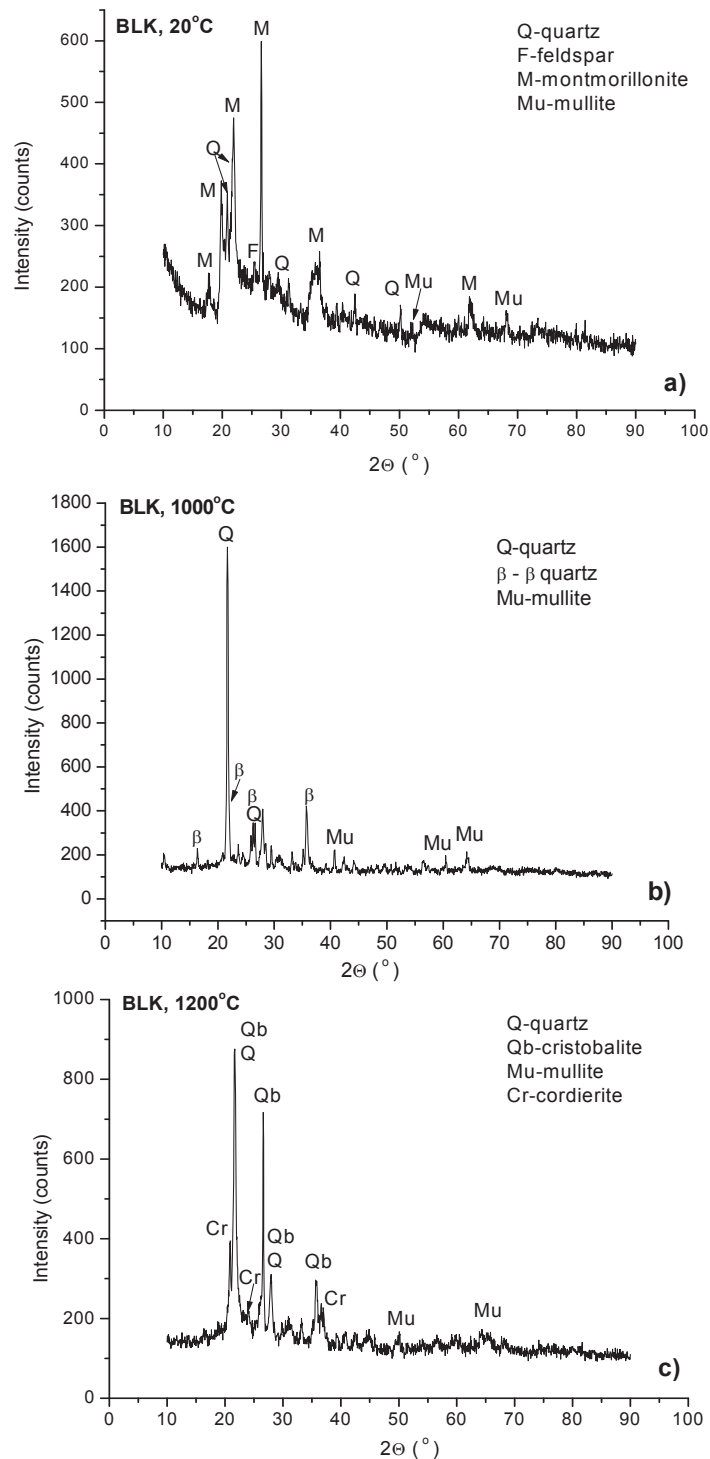 BLK, 20°C
Q-quartz
F-feldspar
M-montmorillonite
Mu-mullite
Intensity (counts)
600
500
400
300
200
100
0
M
M
Q
M
M
F
Q
M
Q
Q
Mu
M
Mu
a)
0 10 20 30 40 50 60 70 80 90 100
2Θ (°)
BLK, 1000°C
Q-quartz
β - β quartz
Mu-mullite
Intensity (counts)
1800
1600
1400
1200
1000
800
600
400
200
0
Q
β
β
β
Q
β
Mu
Mu
Mu
b)
0 10 20 30 40 50 60 70 80 90 100
2Θ (°)
BLK, 1200°C
Q-quartz
Qb-cristobalite
Mu-mullite
Cr-cordierite
Intensity (counts)
1000
800
600
400
200
0
Qb
Q
Qb
Cr
Cr
Qb
Q
Qb
Cr
Mu
Mu
c)
0 10 20 30 40 50 60 70 80 90 100
2Θ (°)